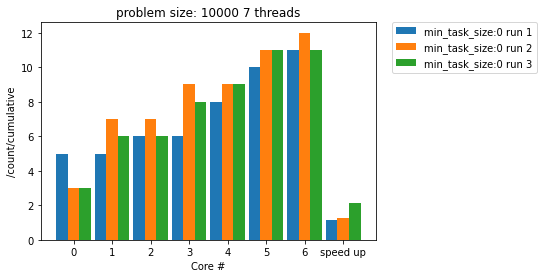 problem size: 10000 7 threads
min_task_size:0 run 1
min_task_size:0 run 2
min_task_size:0 run 3
/count/cumulative
12
10
8
6
4
2
0
0 1 2 3 4 5 6 speed up
Core #